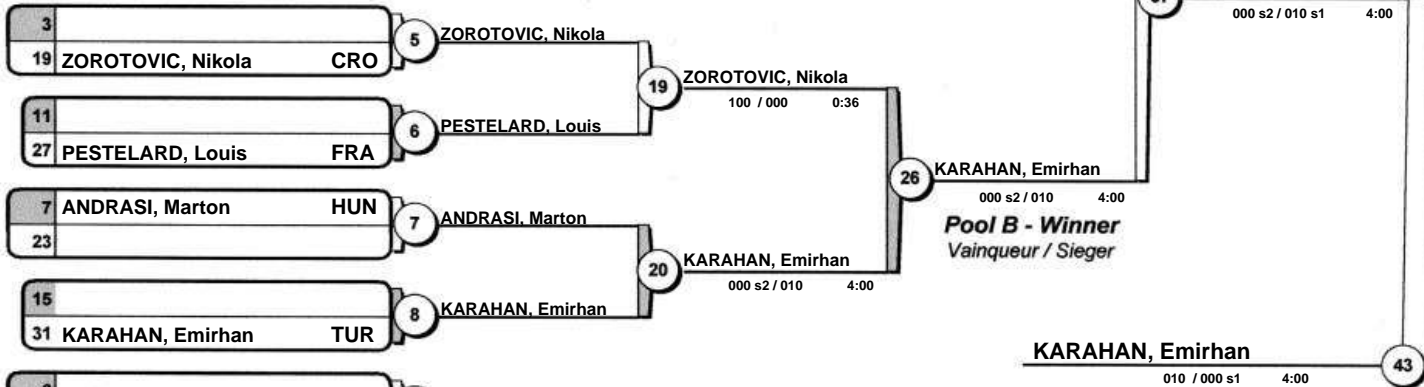 000 s2 / 010 s1 4:00
3
19 ZOROTOVIC, Nikola CRO
5
ZOROTOVIC, Nikola
19
ZOROTOVIC, Nikola
100 / 000 0:36
11
27 PESTELARD, Louis FRA
6
PESTELARD, Louis
26
KARAHAN, Emirhan
000 s2 / 010 4:00
Pool B - Winner
Vainqueur / Sieger
7 ANDRASI, Marton HUN
23
7
ANDRASI, Marton
20
KARAHAN, Emirhan
000 s2 / 010 4:00
15
31 KARAHAN, Emirhan TUR
8
KARAHAN, Emirhan
KARAHAN, Emirhan
010 / 000 s1 4:00
43